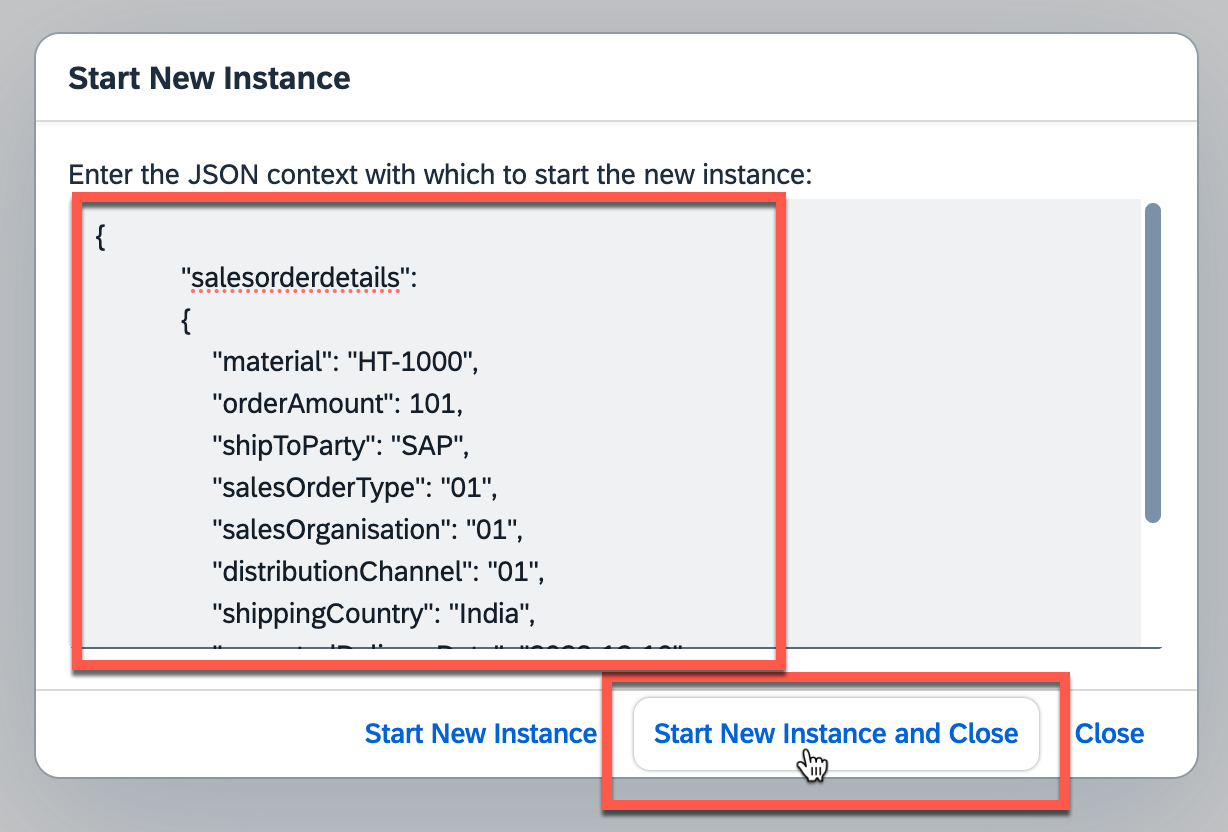 Start New Instance
Enter the JSON context with which to start the new instance:
{
"salesorderdetails":
{
"material": "HT-1000",
"orderAmount": 101,
"shipToParty": "SAP",
"salesOrderType": "01",
"salesOrganisation": "01",
"distributionChannel": "01",
"shippingCountry": "India",
Start New Instance
Start New Instance and Close
Close